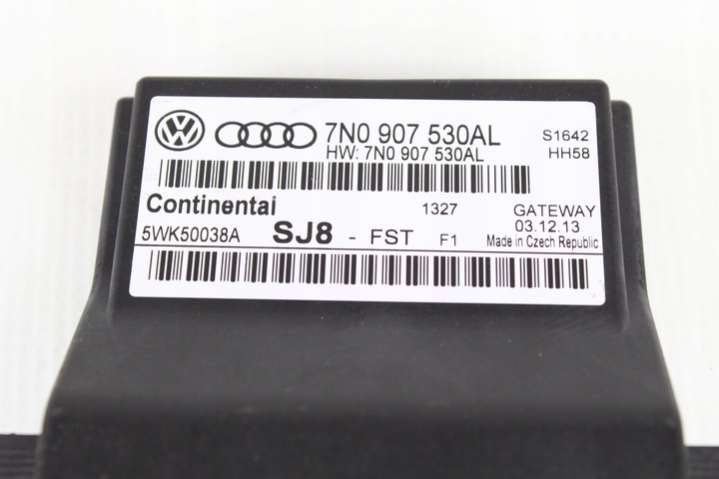 7N0 907 530AL
HW: 7N0 907 530AL
S1642
HH58
Continental 1327 GATEWAY
03.12.13
5WK50038A SJ8 - FST F1 Made in Czech Republic